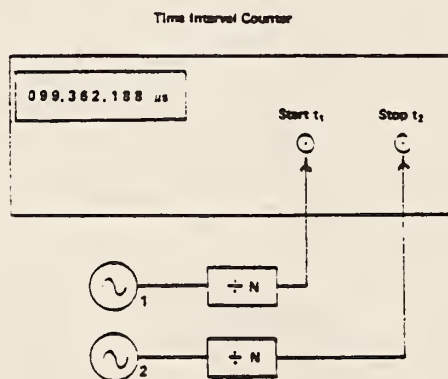 Time Interval Counter
099.362.188 μs
Start t₁
Stop t₂
1
÷ N
2
÷ N